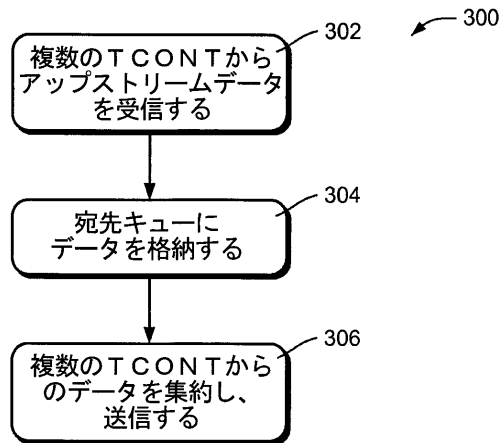 300
302
複数のＴＣＯＮＴから
アップストリームデータ
を受信する
304
宛先キューに
データを格納する
306
複数のＴＣＯＮＴから
のデータを集約し、
送信する